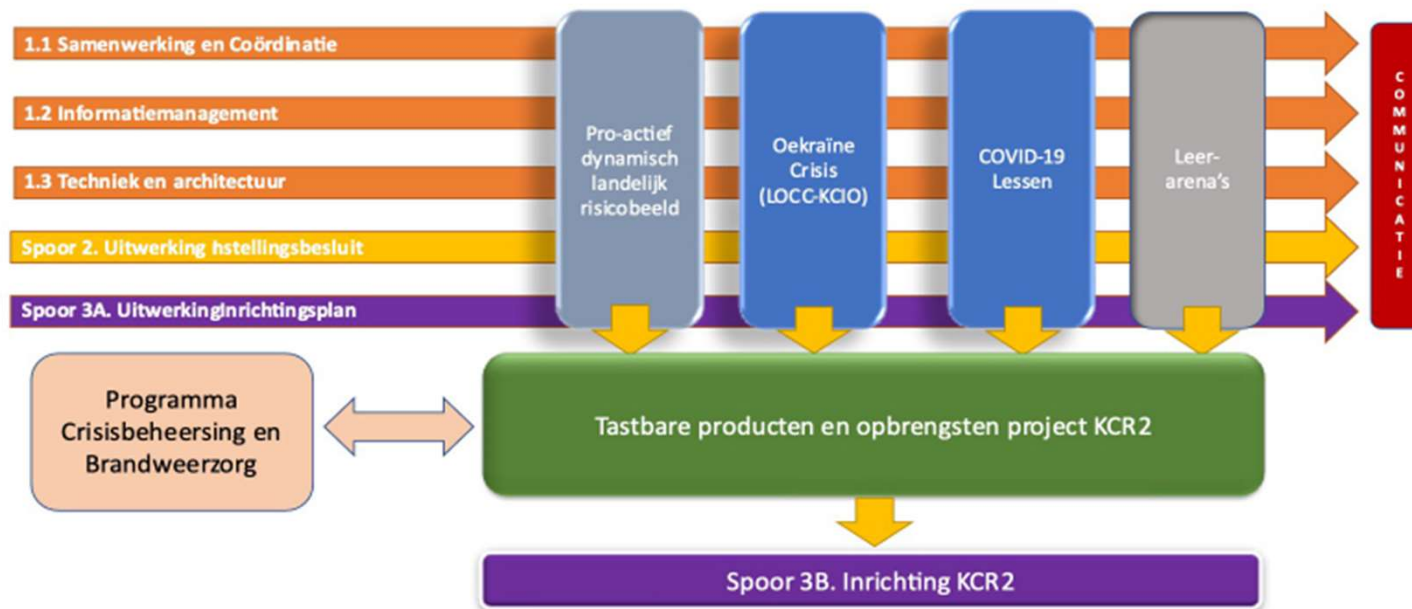 1.1 Samenwerking en Coördinatie
1.2 Informatiemanagement
1.3 Techniek en architectuur
Spoor 2. Uitwerking hstellingsbesluit
Spoor 3A. UitwerkingInrichtingsplan
Pro-actief
dynamisch
landelijk
risicobeeld
Oekraïne
Crisis
(LOCC-KCIO)
COVID-19
Lessen
Leer-
arena's
COMMUNICATIE
Programma
Crisisbeheersing en
Brandweerzorg
Tastbare producten en opbrengsten project KCR2
Spoor 3B. Inrichting KCR2